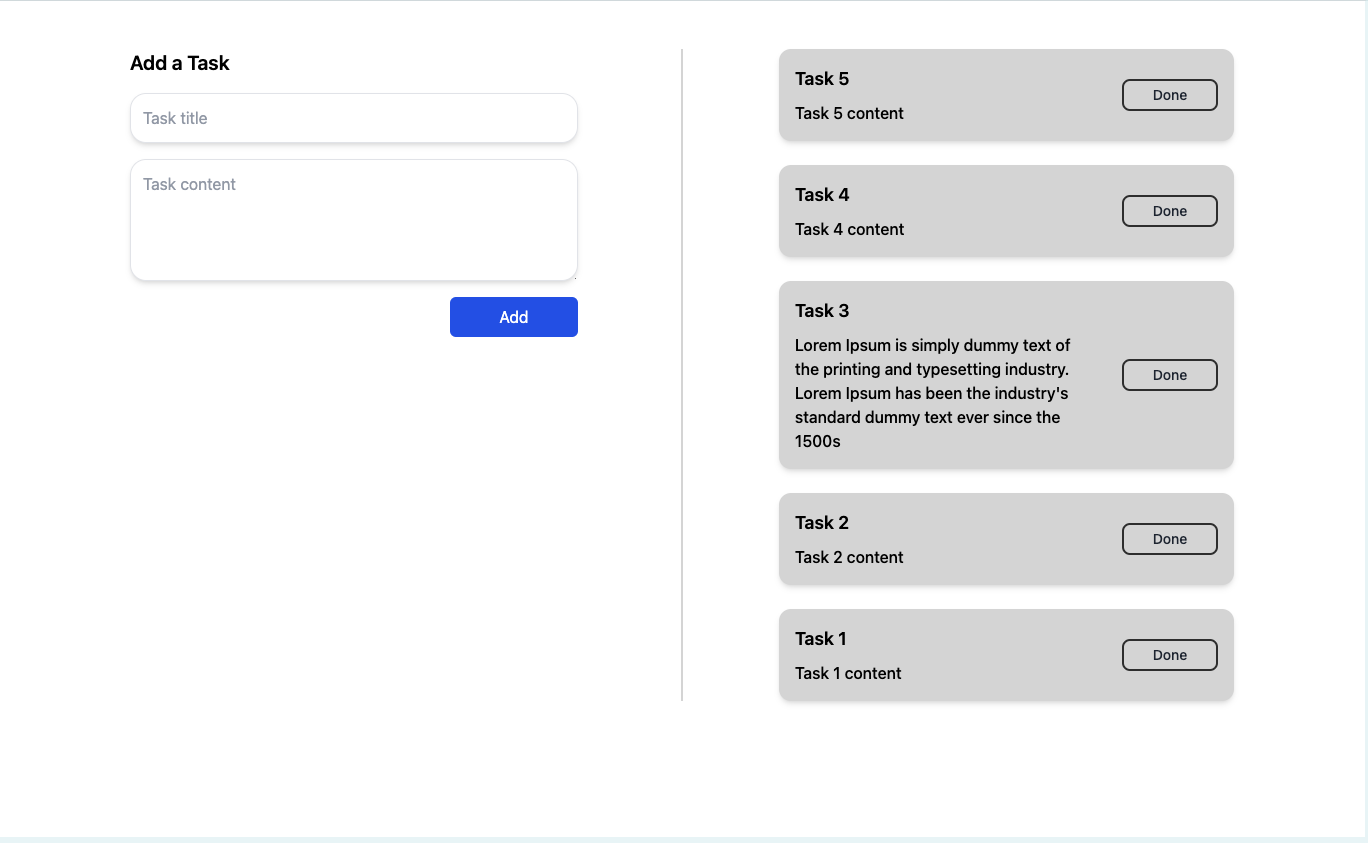 Add a Task
Task title
Task content
Add
Task 5
Task 5 content
Done
Task 4
Task 4 content
Done
Task 3
Lorem Ipsum is simply dummy text of
the printing and typesetting industry.
Lorem Ipsum has been the industry's
standard dummy text ever since the
1500s
Done
Task 2
Task 2 content
Done
Task 1
Task 1 content
Done